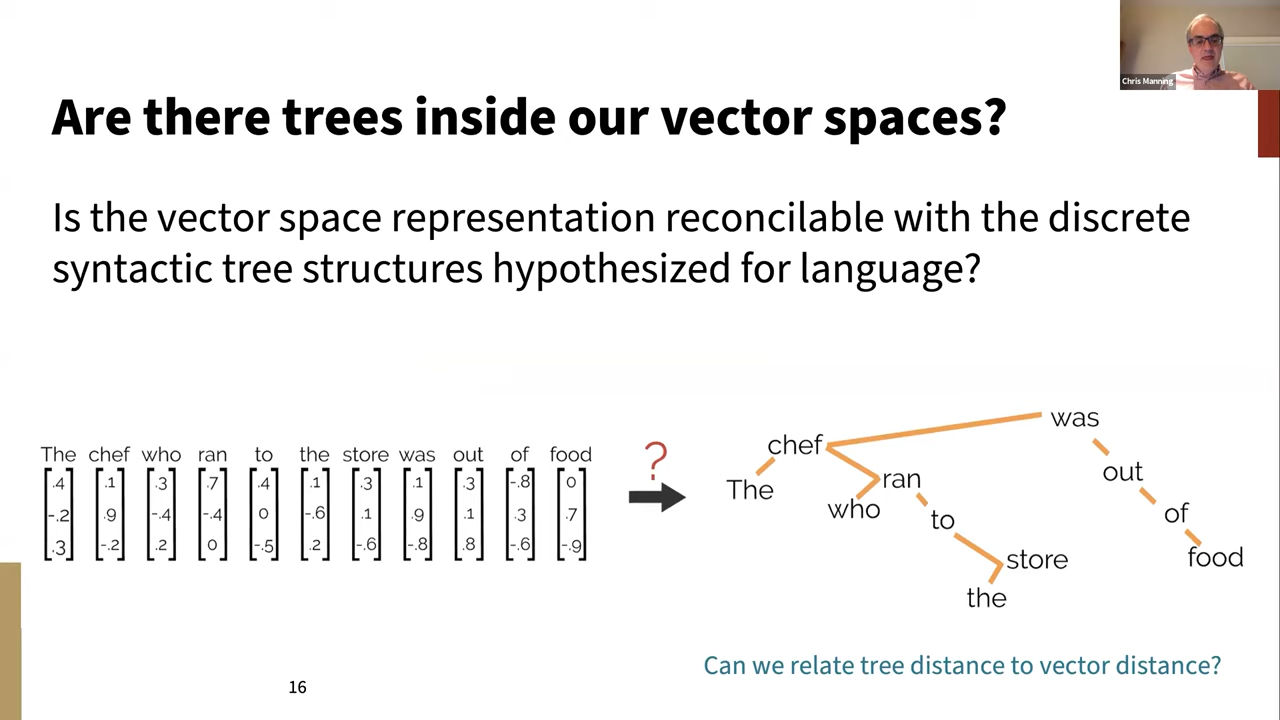 Chris Manning
Are there trees inside our vector spaces?
Is the vector space representation reconcilable with the discrete
syntactic tree structures hypothesized for language?
The chef who ran to the store was out of food
.4 .1 .3 .7 .4 .1 .3 .1 .3 -.8 0
-.2 .9 -.4 -.4 0 -.6 .1 .9 .1 .3 .7
.3 -.2 .2 0 -.5 .2 -.6 -.8 .8 -.6 -.9
?
was
chef
out
The
ran
who
of
to
food
store
the
Can we relate tree distance to vector distance?
16